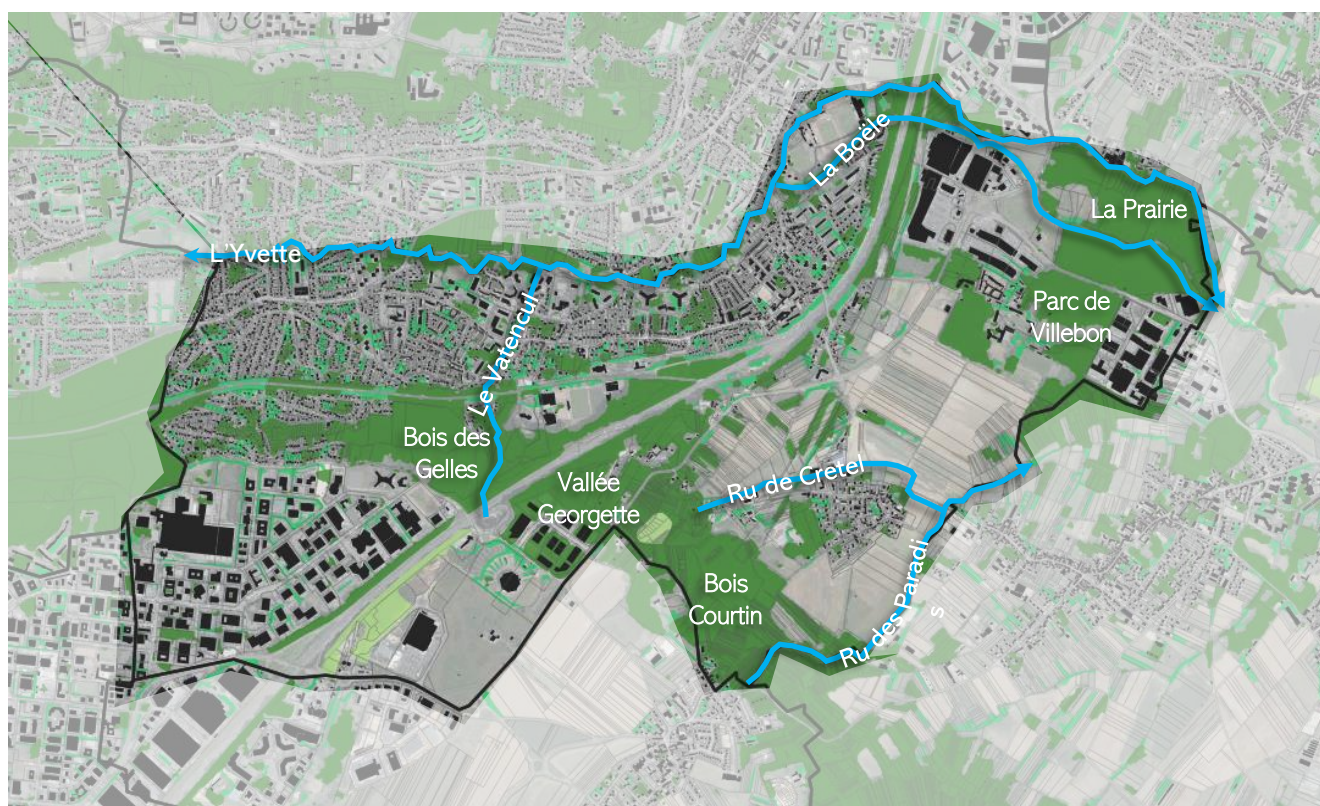 La Boële
La Prairie
L'Yvette
Parc de
Villebon
Le Vatencul
Bois des
Gelles
Vallée
Georgette
Ru de Cretel
Bois
Courtin
Ru des Paradi
s